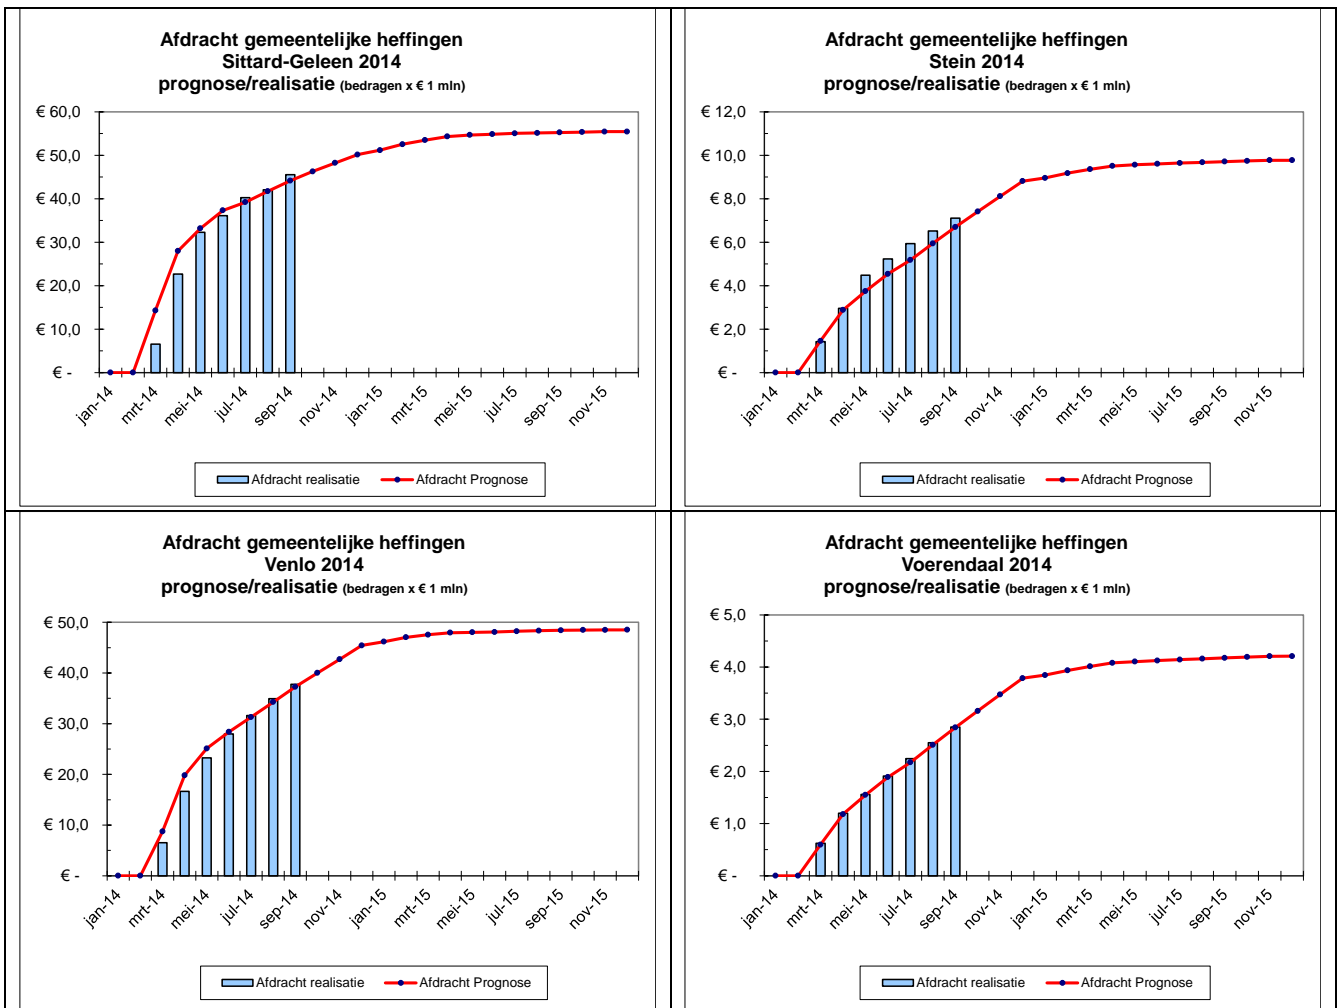 Afdracht gemeentelijke heffingen
Sittard-Geleen 2014
prognose/realisatie (bedragen x € 1 mln)
€ 60,0
€ 50,0
€ 40,0
€ 30,0
€ 20,0
€ 10,0
€ -
jan-14
mrt-14
mei-14
jul-14
sep-14
nov-14
jan-15
mrt-15
mei-15
jul-15
sep-15
nov-15
Afdracht realisatie
Afdracht Prognose
Afdracht gemeentelijke heffingen
Stein 2014
prognose/realisatie (bedragen x € 1 mln)
€ 12,0
€ 10,0
€ 8,0
€ 6,0
€ 4,0
€ 2,0
€ -
jan-14
mrt-14
mei-14
jul-14
sep-14
nov-14
jan-15
mrt-15
mei-15
jul-15
sep-15
nov-15
Afdracht realisatie
Afdracht Prognose
Afdracht gemeentelijke heffingen
Venlo 2014
prognose/realisatie (bedragen x € 1 mln)
€ 50,0
€ 40,0
€ 30,0
€ 20,0
€ 10,0
€ -
jan-14
mrt-14
mei-14
jul-14
sep-14
nov-14
jan-15
mrt-15
mei-15
jul-15
sep-15
nov-15
Afdracht realisatie
Afdracht Prognose
Afdracht gemeentelijke heffingen
Voerendaal 2014
prognose/realisatie (bedragen x € 1 mln)
€ 5,0
€ 4,0
€ 3,0
€ 2,0
€ 1,0
€ -
jan-14
mrt-14
mei-14
jul-14
sep-14
nov-14
jan-15
mrt-15
mei-15
jul-15
sep-15
nov-15
Afdracht realisatie
Afdracht Prognose